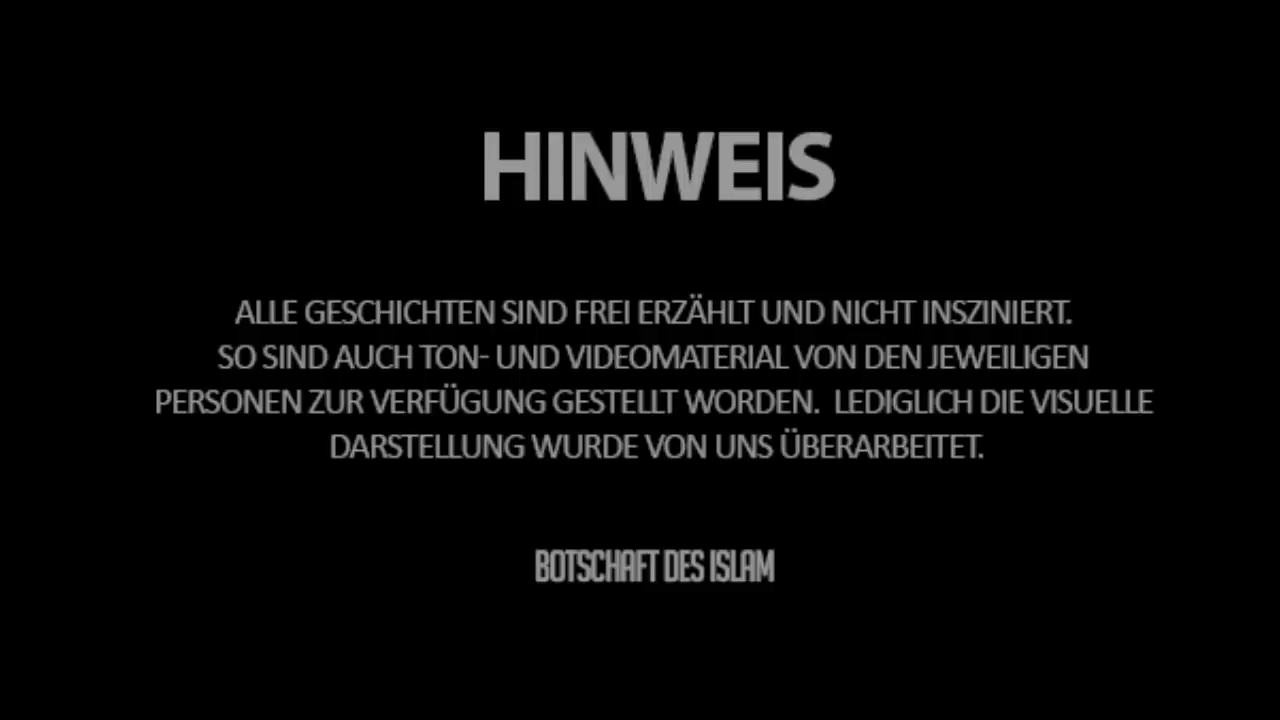 HINWEIS
ALLE GESCHICHTEN SIND FREI ERZÄHLT UND NICHT INSZINIERT.
SO SIND AUCH TON- UND VIDEOMATERIAL VON DEN JEWEILIGEN
PERSONEN ZUR VERFÜGUNG GESTELLT WORDEN. LEDIGLICH DIE VISUELLE
DARSTELLUNG WURDE VON UNS ÜBERARBEITET.
BOTSCHAFT DES ISLAM